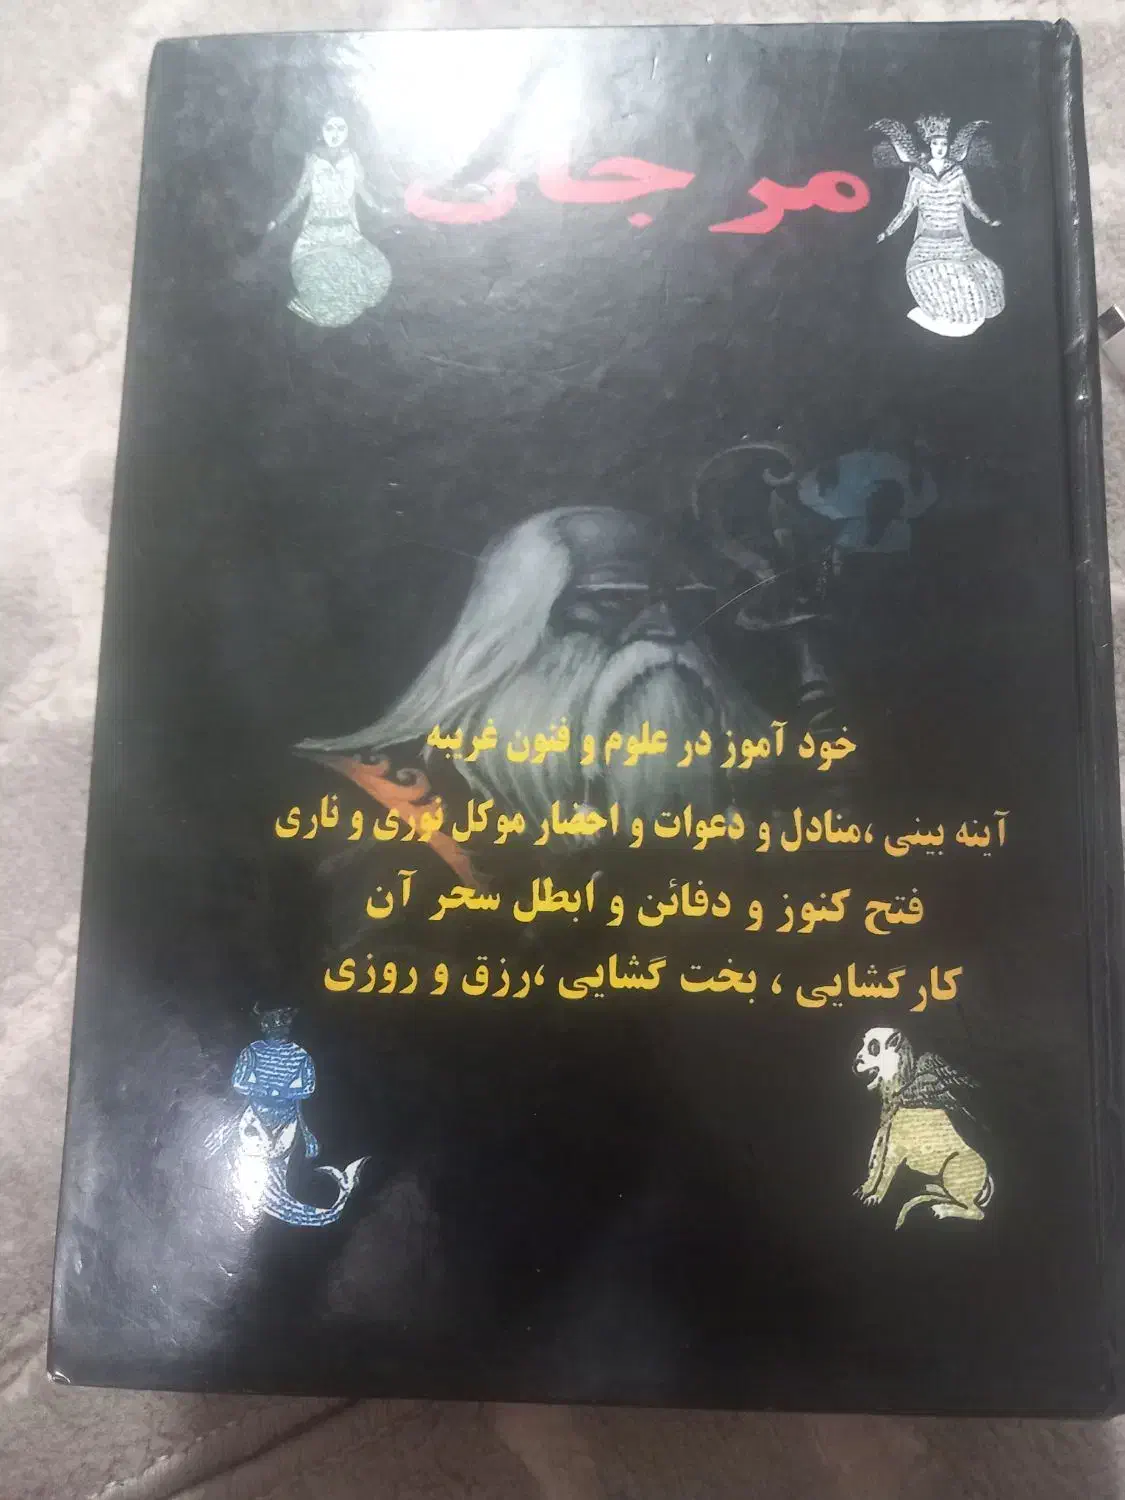 مرجان
خود آموز در علوم و فنون غریبه
آینه بینی ،منادل و دعوات و احضار موکل نوری و ناری
فتح کنوز و دفائن و ابطل سحر آن
کارگشایی ، بخت گشایی ،رزق و روزی